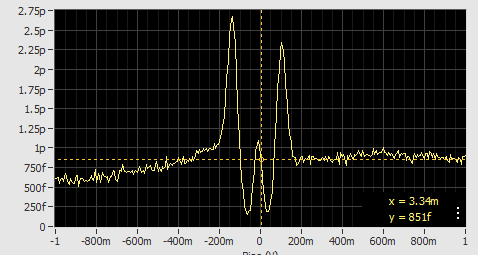 2.75p
2.5p
2.25p
2p
1.75p
1.5p
1.25p
1p
750f
500f
250f
0
x = 3.34m
y = 851f
-1 -800m -600m -400m -200m 0 200m 400m 600m 800m 1